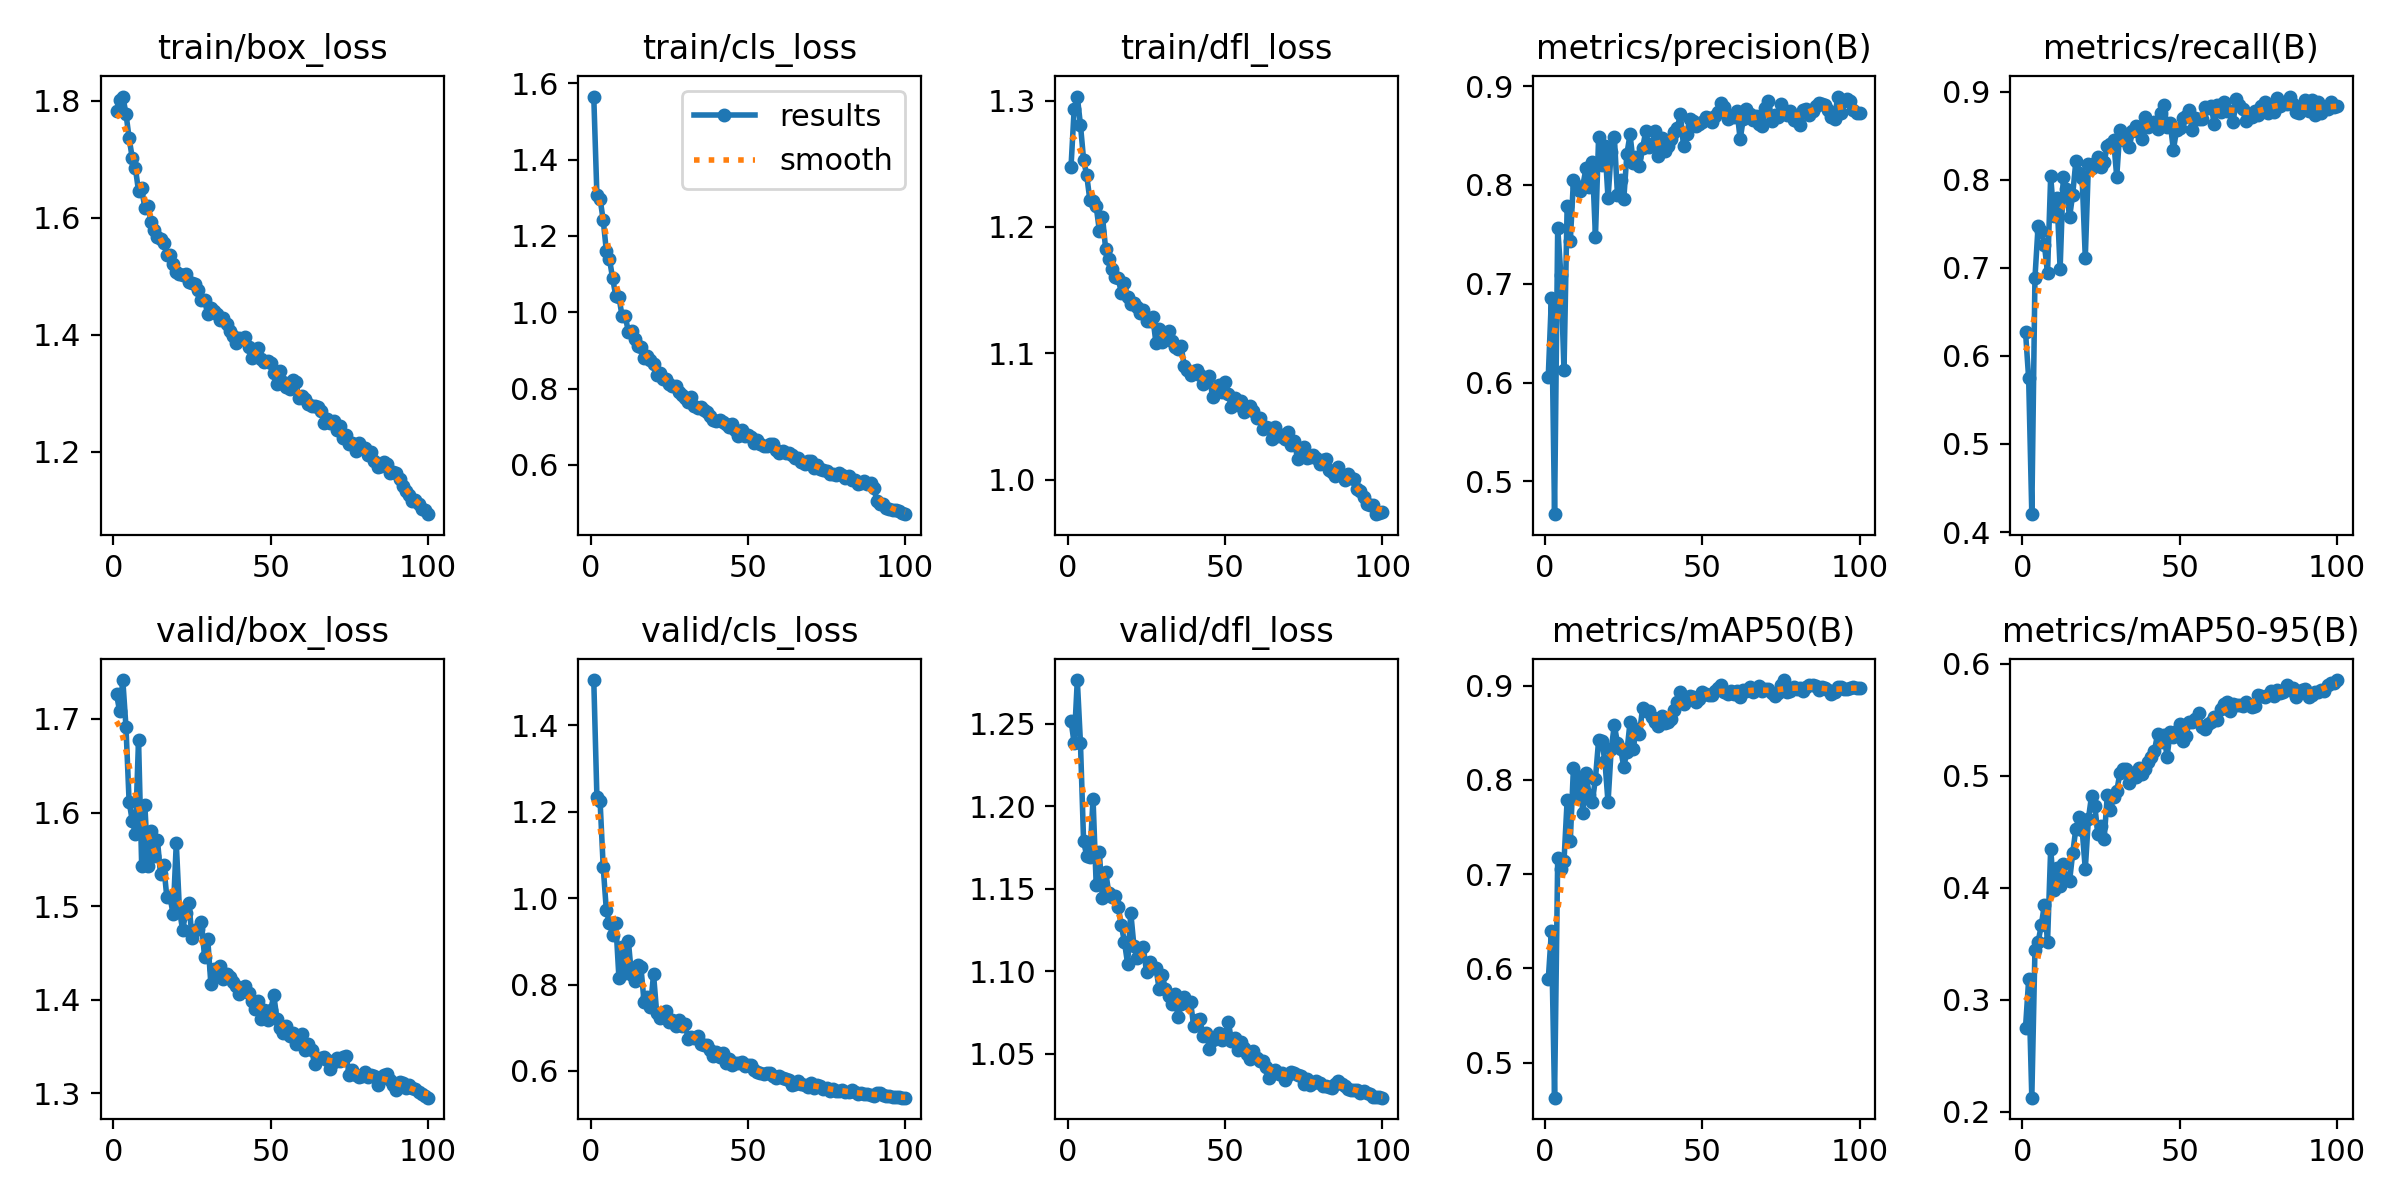 train/box_loss
1.8
1.6
1.4
1.2
0 50 100
train/cls_loss
results
smooth
1.6
1.4
1.2
1.0
0.8
0.6
0 50 100
train/dfl_loss
1.3
1.2
1.1
1.0
0 50 100
metrics/precision(B)
0.9
0.8
0.7
0.6
0.5
0 50 100
metrics/recall(B)
0.9
0.8
0.7
0.6
0.5
0.4
0 50 100
valid/box_loss
1.7
1.6
1.5
1.4
1.3
0 50 100
valid/cls_loss
1.4
1.2
1.0
0.8
0.6
0 50 100
valid/dfl_loss
1.25
1.20
1.15
1.10
1.05
0 50 100
metrics/mAP50(B)
0.9
0.8
0.7
0.6
0.5
0 50 100
metrics/mAP50-95(B)
0.6
0.5
0.4
0.3
0.2
0 50 100